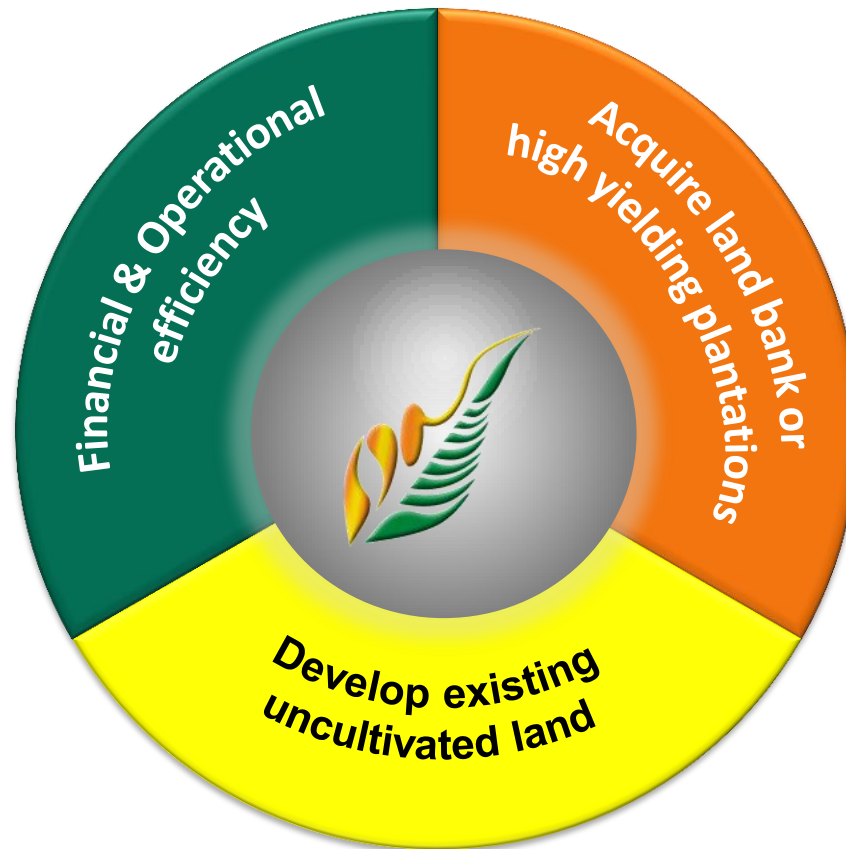 Financial & Operational
efficiency
Acquire land bank or
high yielding plantations
Develop existing
uncultivated land